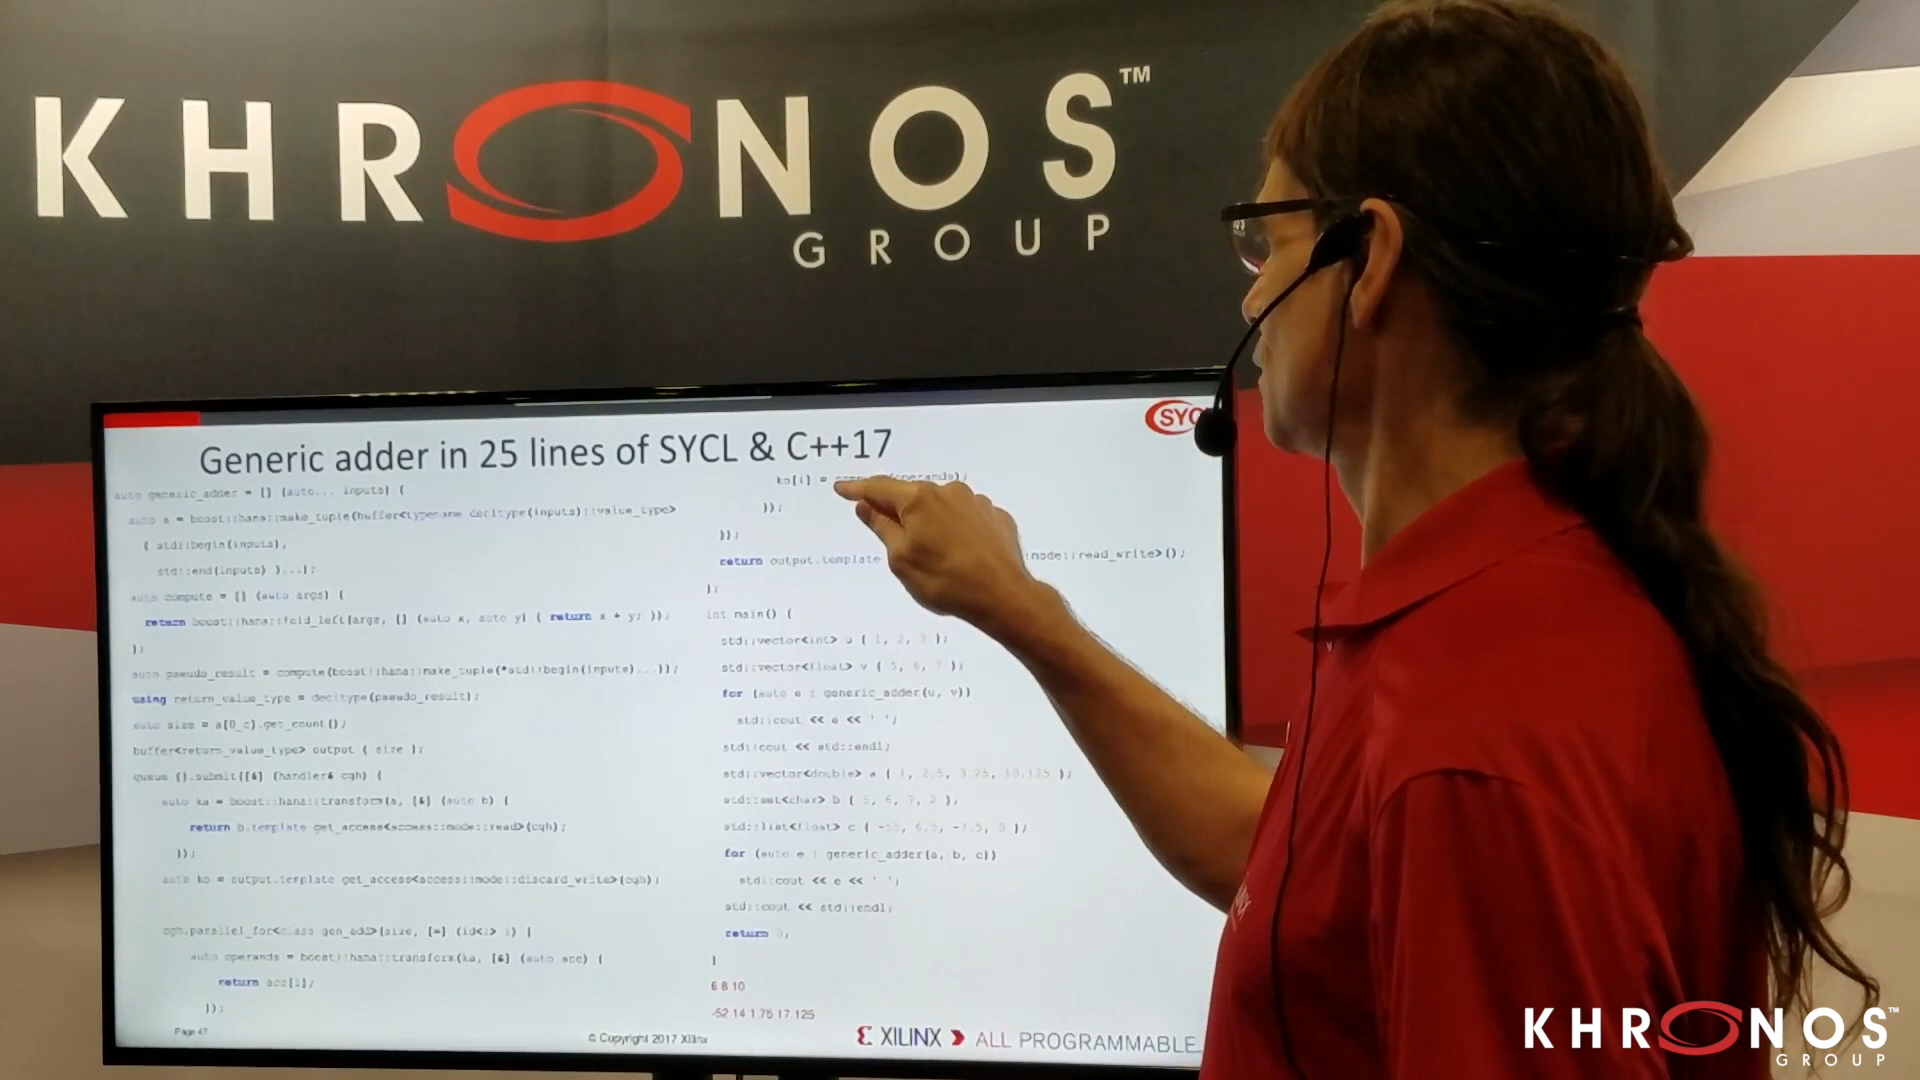 KHRONOS™
GROUP
SYC
Generic adder in 25 lines of SYCL & C++17
auto generic_adder = [] (auto... inputs) {
auto a = boost::hana::make_tuple(buffer<typename decltype(inputs)::value_type>
{ std::begin(inputs),
std::end(inputs) }...);
auto compute = [] (auto args) {
return boost::hana::fold_left(args, [] (auto x, auto y) { return x + y; });
};
auto pseudo_result = compute(boost::hana::make_tuple(*std::begin(inputs)...));
using return_value_type = decltype(pseudo_result);
auto size = a[0_c].get_count();
buffer<return_value_type> output { size };
queue {}.submit([&] (handler& cgh) {
auto ka = boost::hana::transform(a, [&] (auto b) {
return b.template get_access<access::mode::read>(cgh);
});
auto ko = output.template get_access<access::mode::discard_write>(cgh);
cgh.parallel_for<class gen_add>(size, [=] (id<1> i) {
auto operands = boost::hana::transform(ka, [&] (auto acc) {
return acc[i];
});
ko[i] = (operands);
});
});
return output.template mode::read_write>();
};
int main() {
std::vector<int> u { 1, 2, 3 };
std::vector<float> v { 5, 6, 7 };
for (auto e : generic_adder(u, v))
std::cout << e << ' ';
std::cout << std::endl;
std::vector<double> a { 1, 2.5, 3.25, 10.125 };
std::set<char> b { 5, 6, 7, 2 };
std::list<float> c { -55, 6.5, -7.5, 0 };
for (auto e : generic_adder(a, b, c))
std::cout << e << ' ';
std::cout << std::endl;
return 0;
}
6 8 10
-52 14 1.75 17.125
Page 47
© Copyright 2017 Xilinx
XILINX
ALL PROGRAMMABLE
KHRONOS™
GROUP